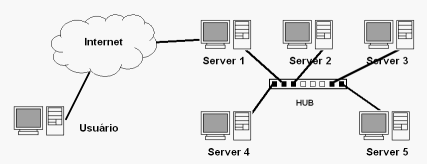 Internet
Server 1
Server 2
Server 3
HUB
Usuário
Server 4
Server 5